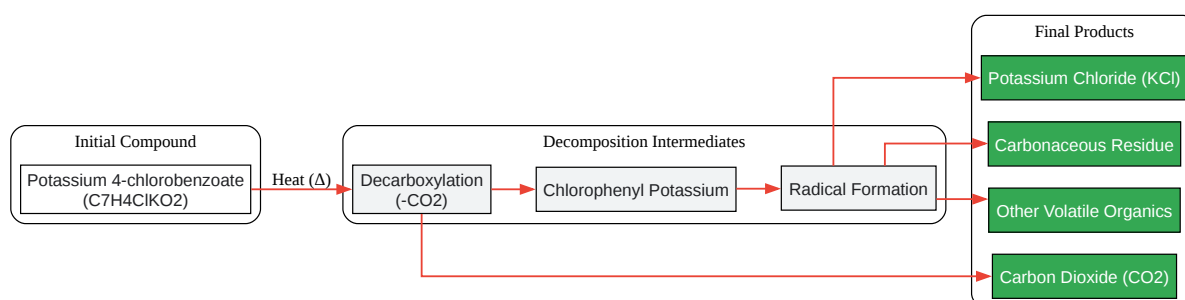 Final Products
Potassium Chloride (KCl)
Initial Compound
Decomposition Intermediates
Carbonaceous Residue
Potassium 4-chlorobenzoate
(C7H4ClKO2)
Heat (Δ)
Decarboxylation
(-CO2)
Chlorophenyl Potassium
Radical Formation
Other Volatile Organics
Carbon Dioxide (CO2)